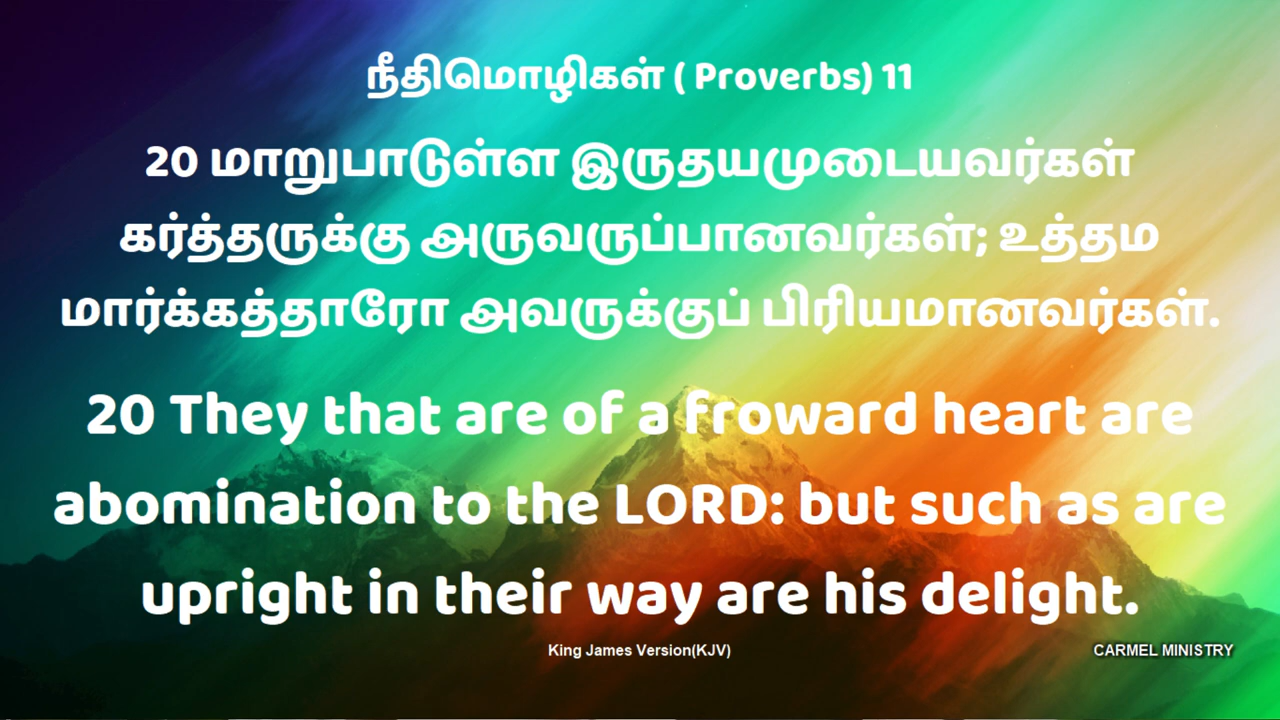 நீதிமொழிகள் ( Proverbs) 11
20 மாறுபாடுள்ள இருதயமுடையவர்கள்
கர்த்தருக்கு அருவருப்பானவர்கள்; உத்தம
மார்க்கத்தாரோ அவருக்குப் பிரியமானவர்கள்.
20 They that are of a froward heart are
abomination to the LORD: but such as are
upright in their way are his delight.
King James Version(KJV)
CARMEL MINISTRY